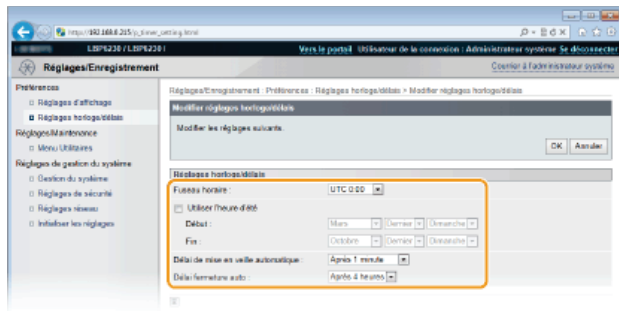 http://192.168.0.215/p_timer_setting.html
LBP6230 / LBP6230
Vers le portail Utilisateur de la connexion : Administrateur système Se déconnecter
Réglages/Enregistrement
Courrier à l'administrateur système
Préférences
Réglages d'affichage
Réglages horloge/délais
Réglages/Maintenance
Menu Utilitaires
Réglages de gestion du système
Gestion du système
Réglages de sécurité
Réglages réseau
Initialiser les réglages
Réglages/Enregistrement : Préférences : Réglages horloge/délais > Modifier réglages horloge/délais
Modifier réglages horloge/délais
Modifier les réglages suivants.
OK Annuler
Réglages horloge/délais
Fuseau horaire : UTC 0:00
Utiliser l'heure d'été
Début : Mars Dernier Dimanche
Fin : Octobre Dernier Dimanche
Délai de mise en veille automatique : Après 1 minute
Délai fermeture auto : Après 4 heures